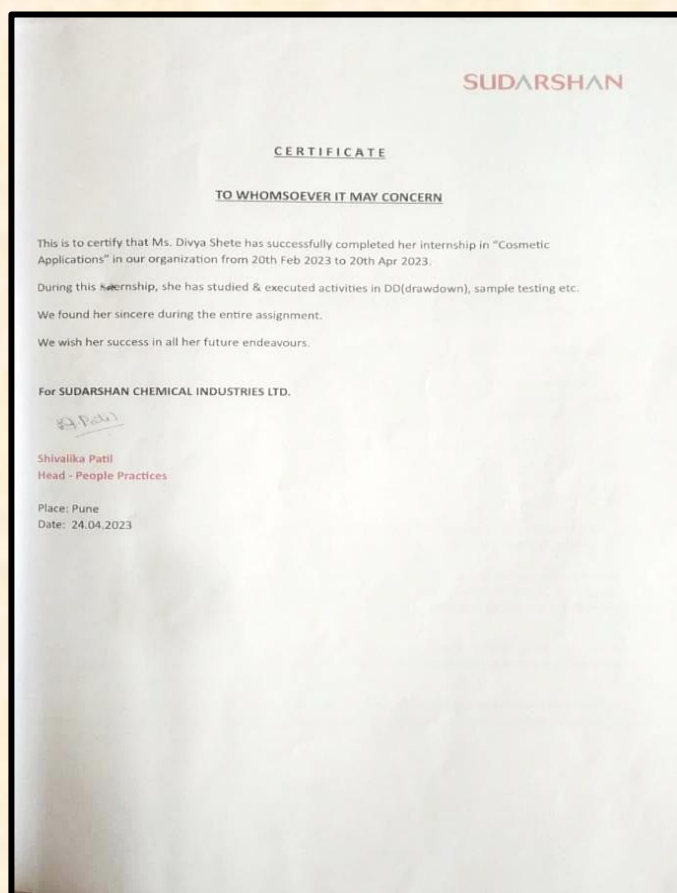 SUDARSHAN
CERTIFICATE
TO WHOMSOEVER IT MAY CONCERN
This is to certify that Ms. Divya Shete has successfully completed her internship in “Cosmetic
Applications” in our organization from 20th Feb 2023 to 20th Apr 2023.
During this ernship, she has studied & executed activities in DD(drawdown), sample testing etc.
We found her sincere during the entire assignment.
We wish her success in all her future endeavours.
For SUDARSHAN CHEMICAL INDUSTRIES LTD.
Patil
Shivalika Patil
Head - People Practices
Place: Pune
Date: 24.04.2023